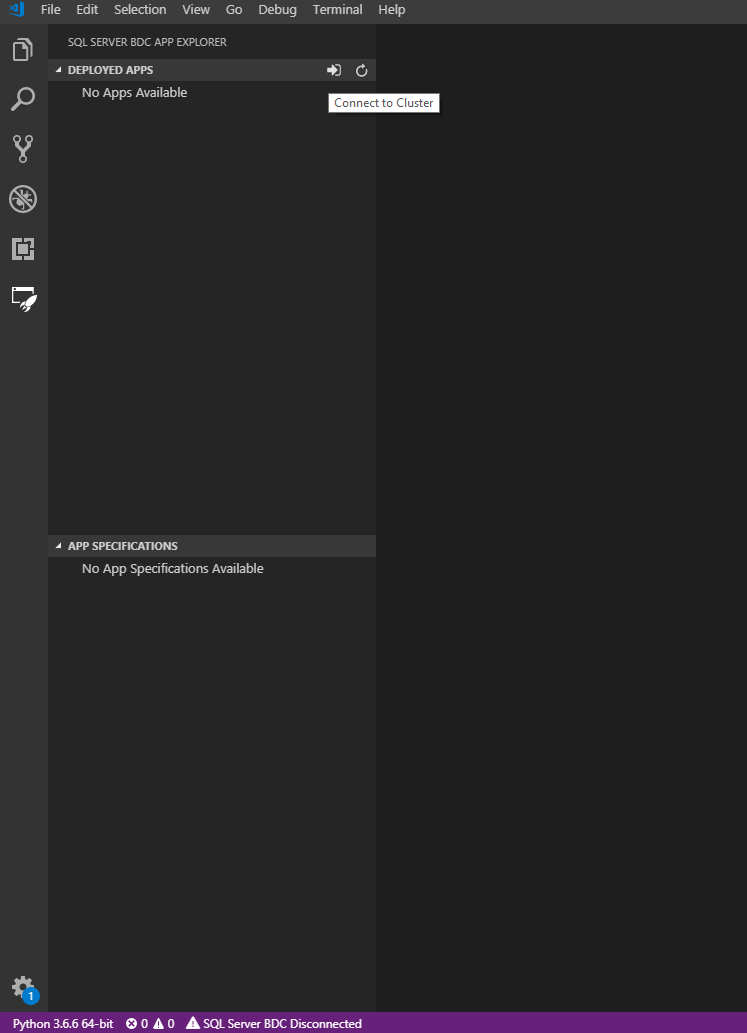 File Edit Selection View Go Debug Terminal Help
SQL SERVER BDC APP EXPLORER
DEPLOYED APPS
No Apps Available
Connect to Cluster
APP SPECIFICATIONS
No App Specifications Available
1
Python 3.6.6 64-bit 0 0 SQL Server BDC Disconnected